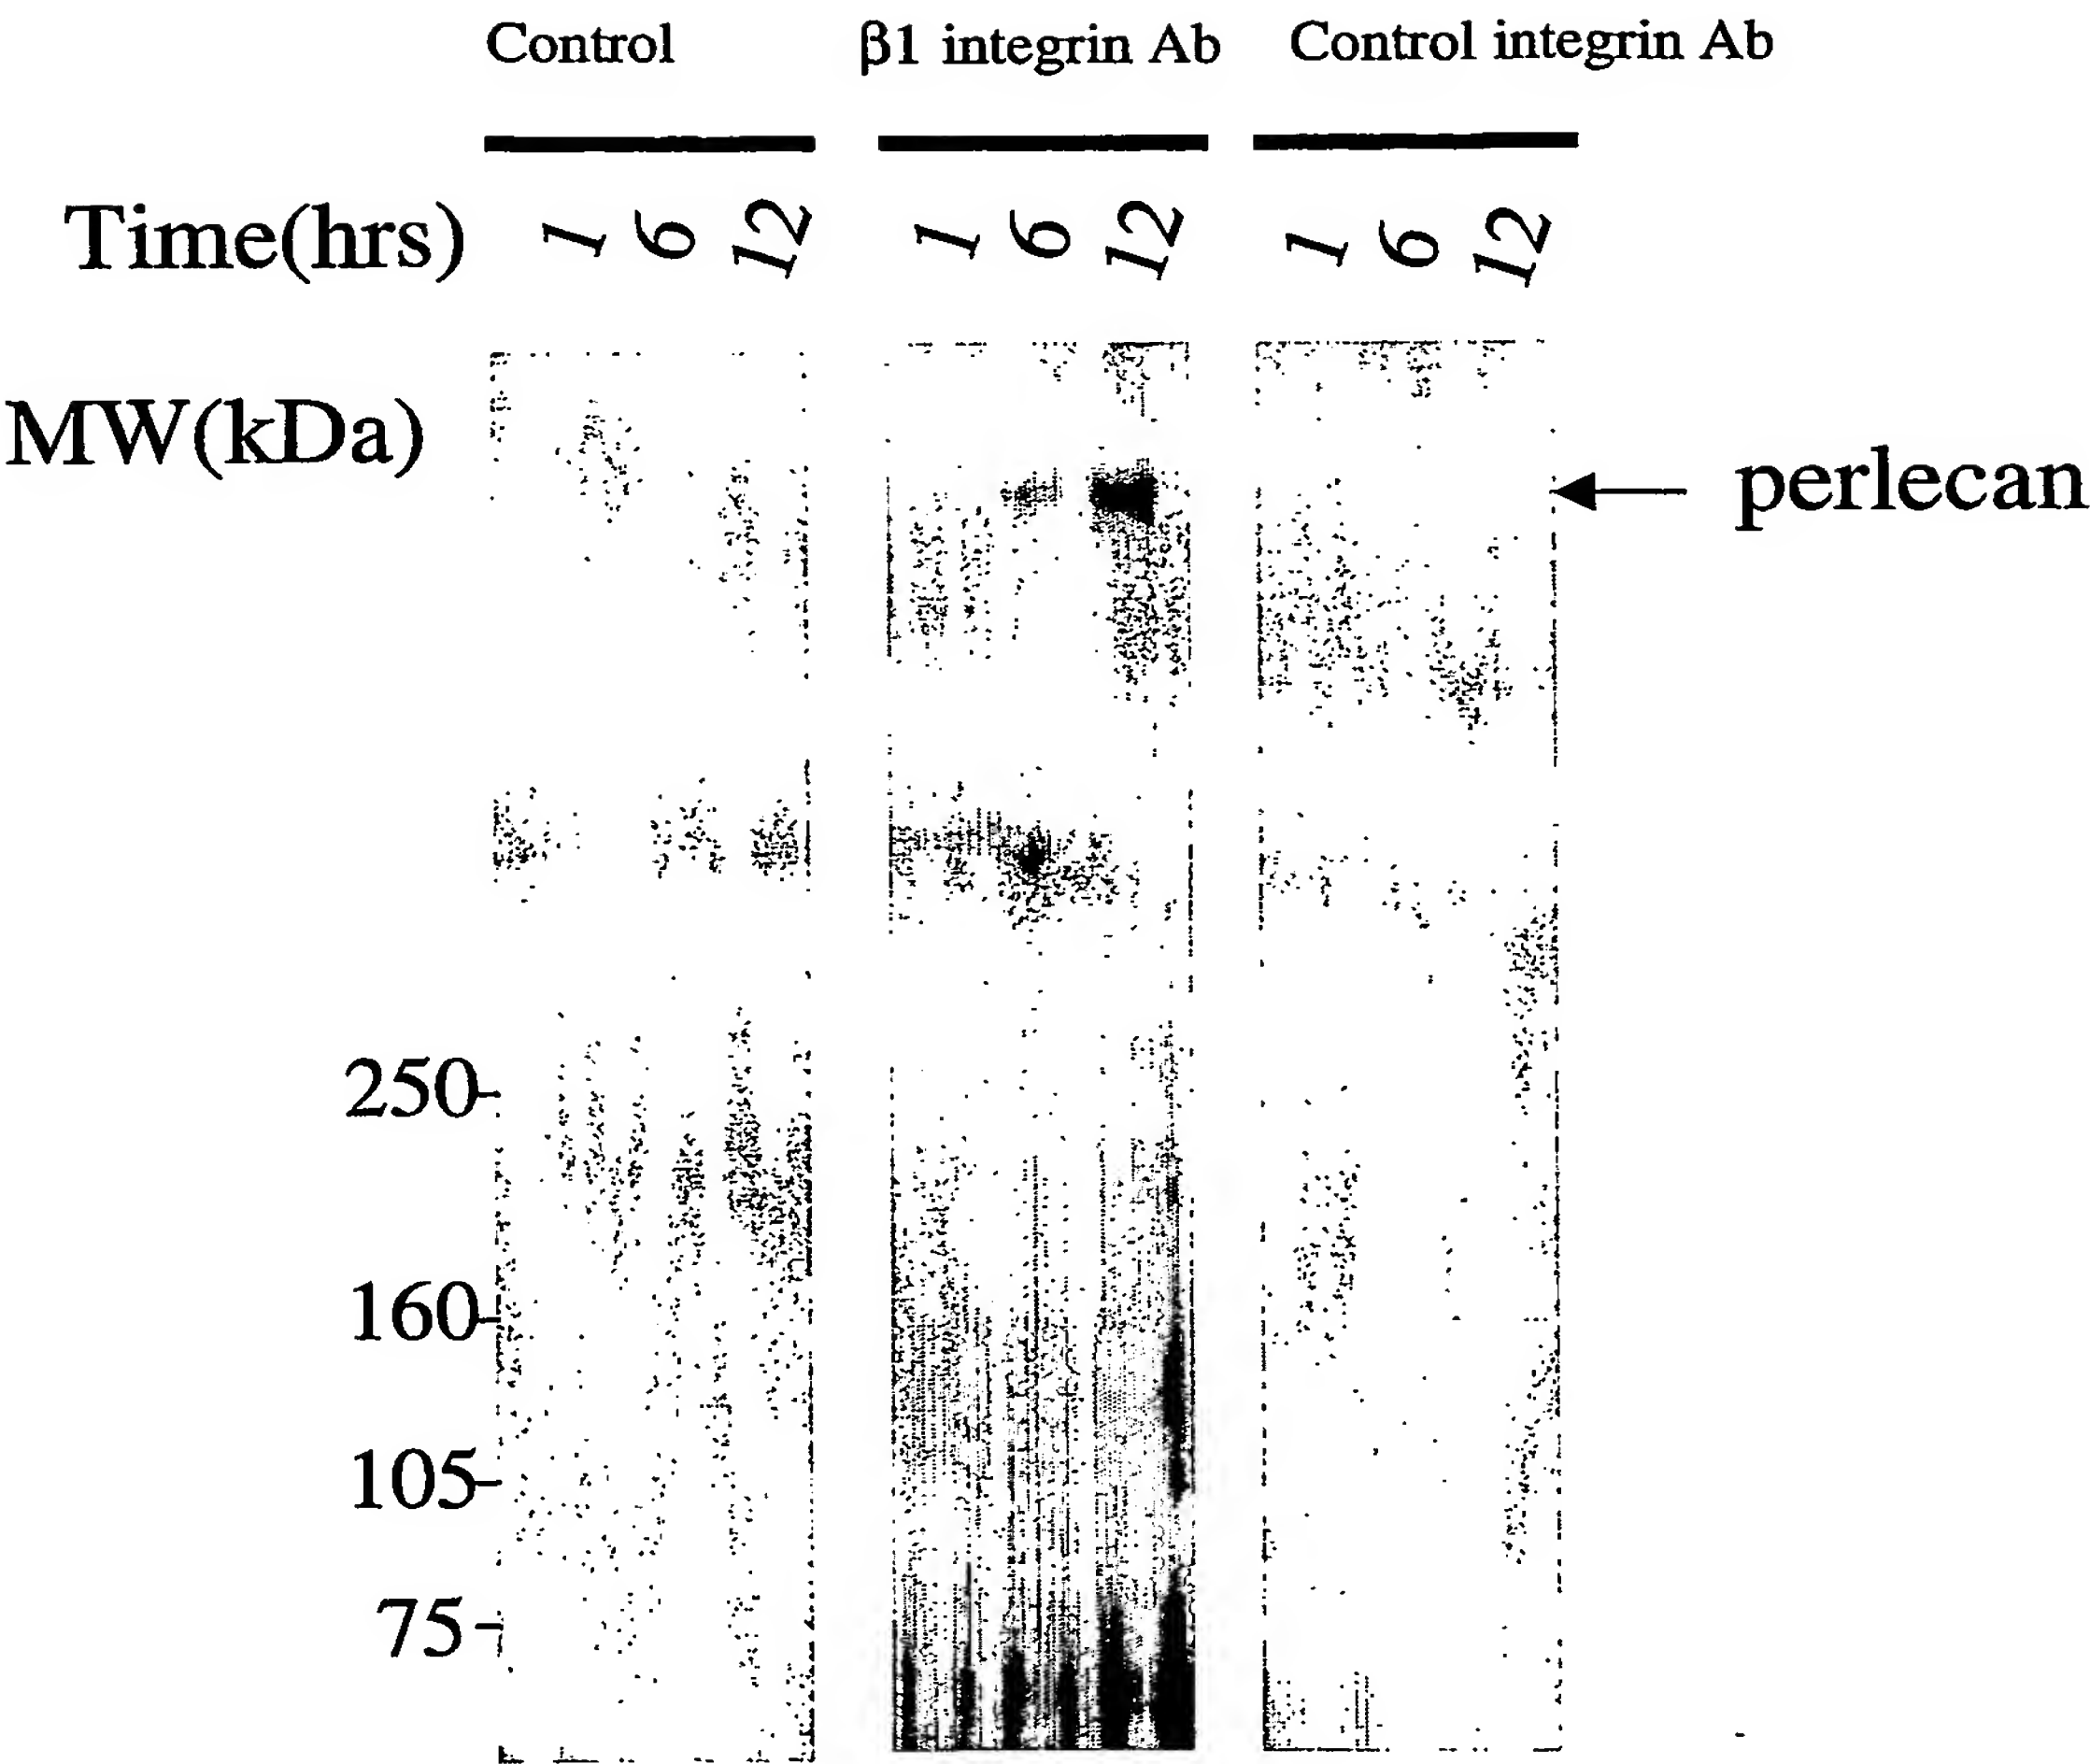 Control β1 integrin Ab Control integrin Ab
Time(hrs) 1 6 12 1 6 12 1 6 12
MW(kDa)
perlecan
250-
160-
105-
75-